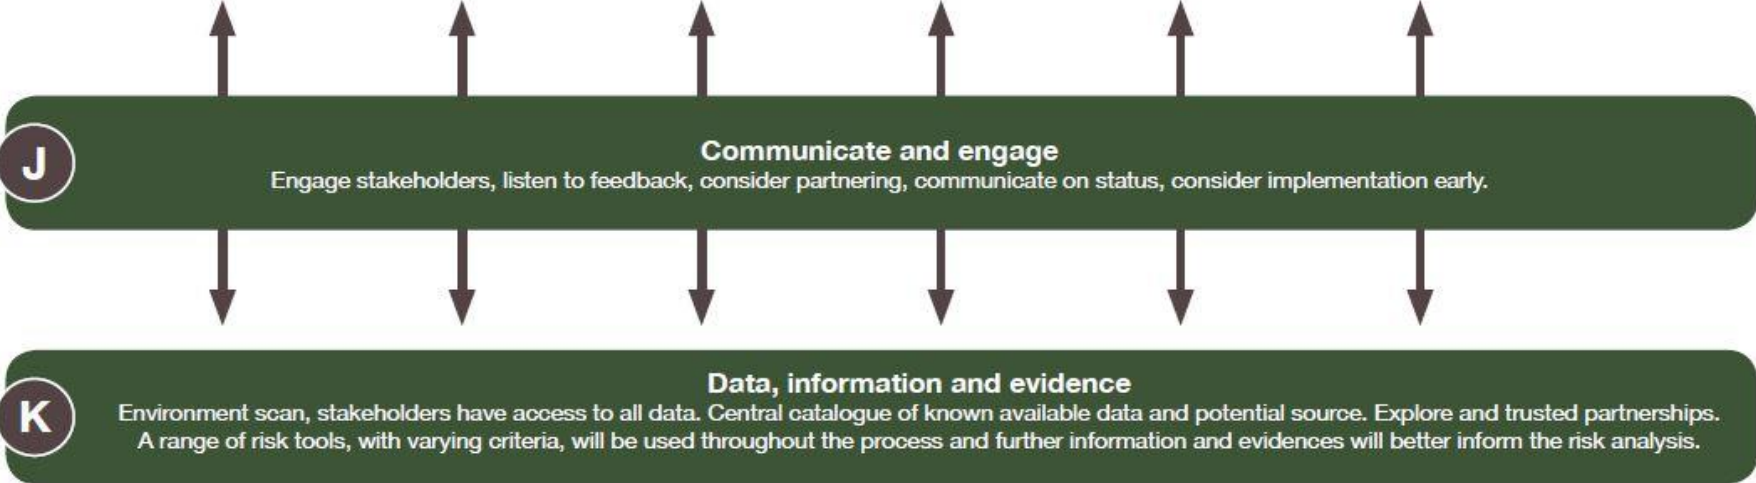 J
Communicate and engage
Engage stakeholders, listen to feedback, consider partnering, communicate on status, consider implementation early.
K
Data, information and evidence
Environment scan, stakeholders have access to all data. Central catalogue of known available data and potential source. Explore and trusted partnerships.
A range of risk tools, with varying criteria, will be used throughout the process and further information and evidences will better inform the risk analysis.